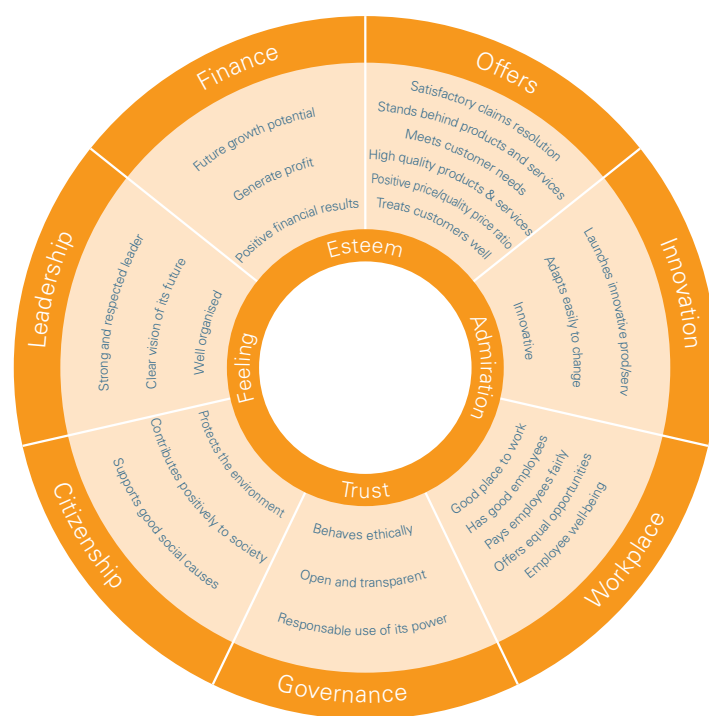 Finance
Future growth potential
Generate profit
Positive financial results
Offers
Satisfactory claims resolution
Stands behind products and services
Meets customer needs
High quality products & services
Positive price/quality price ratio
Treats customers well
Innovation
Launches innovative prod/serv
Adapts easily to change
Innovative
Workplace
Good place to work
Has good employees
Pays employees fairly
Offers equal opportunities
Employee well-being
Governance
Behaves ethically
Open and transparent
Responsable use of its power
Citizenship
Protects the environment
Contributes positively to society
Supports good social causes
Leadership
Strong and respected leader
Clear vision of its future
Well organised
Esteem
Admiration
Trust
Feeling